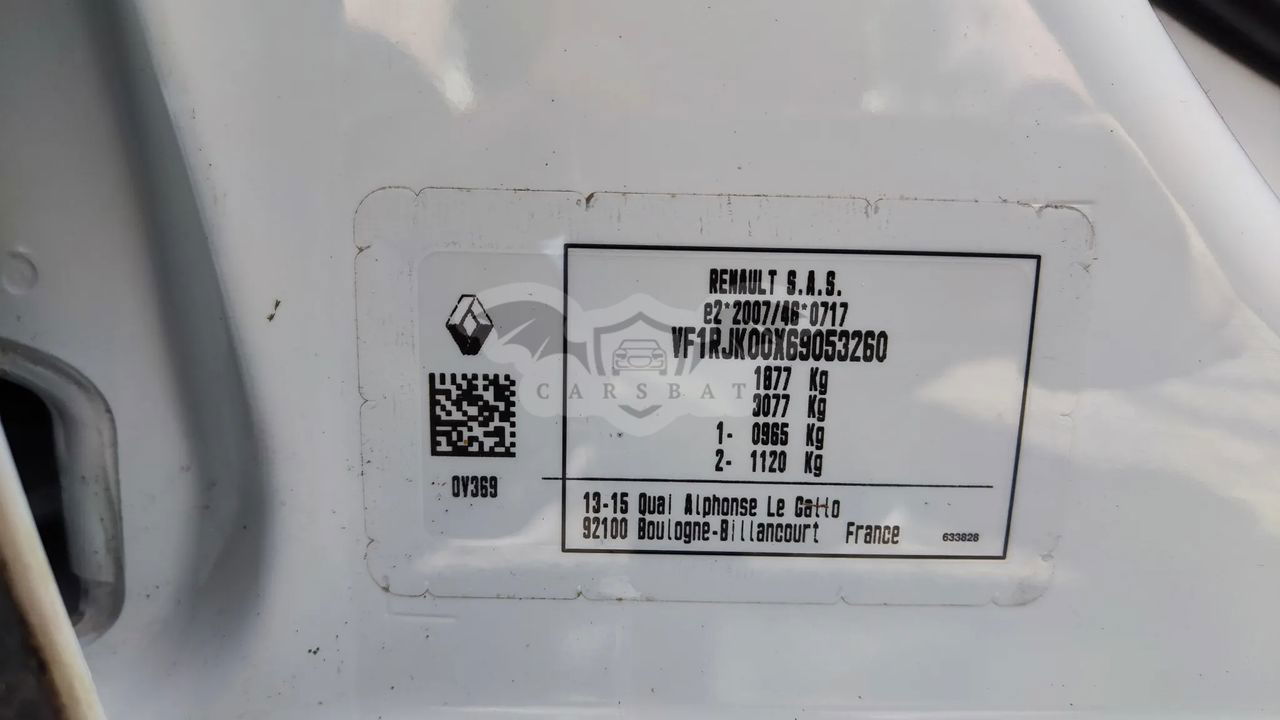 RENAULT S.A.S.
e2*2007/46*0717
VF1RJK00X69053260
1877 Kg
3077 Kg
1- 0965 Kg
2- 1120 Kg
CARSBAT
0V369
13-15 Quai Alphonse Le Gallo
92100 Boulogne-Billancourt France
633828